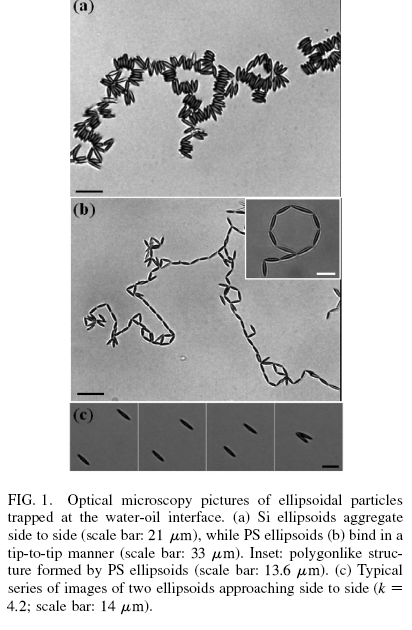 (a)
(b)
(c)
FIG. 1. Optical microscopy pictures of ellipsoidal particles
trapped at the water-oil interface. (a) Si ellipsoids aggregate
side to side (scale bar: 21 μm), while PS ellipsoids (b) bind in a
tip-to-tip manner (scale bar: 33 μm). Inset: polygonlike struc-
ture formed by PS ellipsoids (scale bar: 13.6 μm). (c) Typical
series of images of two ellipsoids approaching side to side (k =
4.2; scale bar: 14 μm).